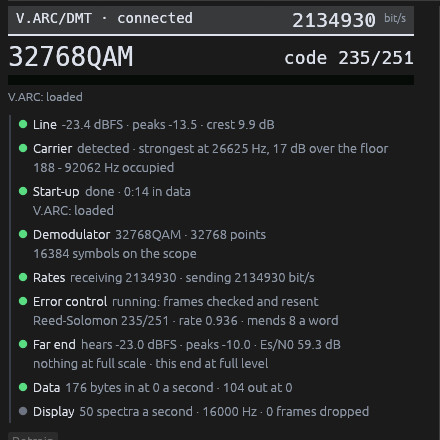 V.ARC/DMT · connected 2134930 bit/s
32768QAM code 235/251
V.ARC: loaded
Line -23.4 dBFS · peaks -13.5 · crest 9.9 dB
Carrier detected · strongest at 26625 Hz, 17 dB over the floor
188 - 92062 Hz occupied
Start-up done · 0:14 in data
V.ARC: loaded
Demodulator 32768QAM · 32768 points
16384 symbols on the scope
Rates receiving 2134930 · sending 2134930 bit/s
Error control running: frames checked and resent
Reed-Solomon 235/251 · rate 0.936 · mends 8 a word
Far end hears -23.0 dBFS · peaks -10.0 · Es/N0 59.3 dB
nothing at full scale · this end at full level
Data 176 bytes in at 0 a second · 104 out at 0
Display 50 spectra a second · 16000 Hz · 0 frames dropped